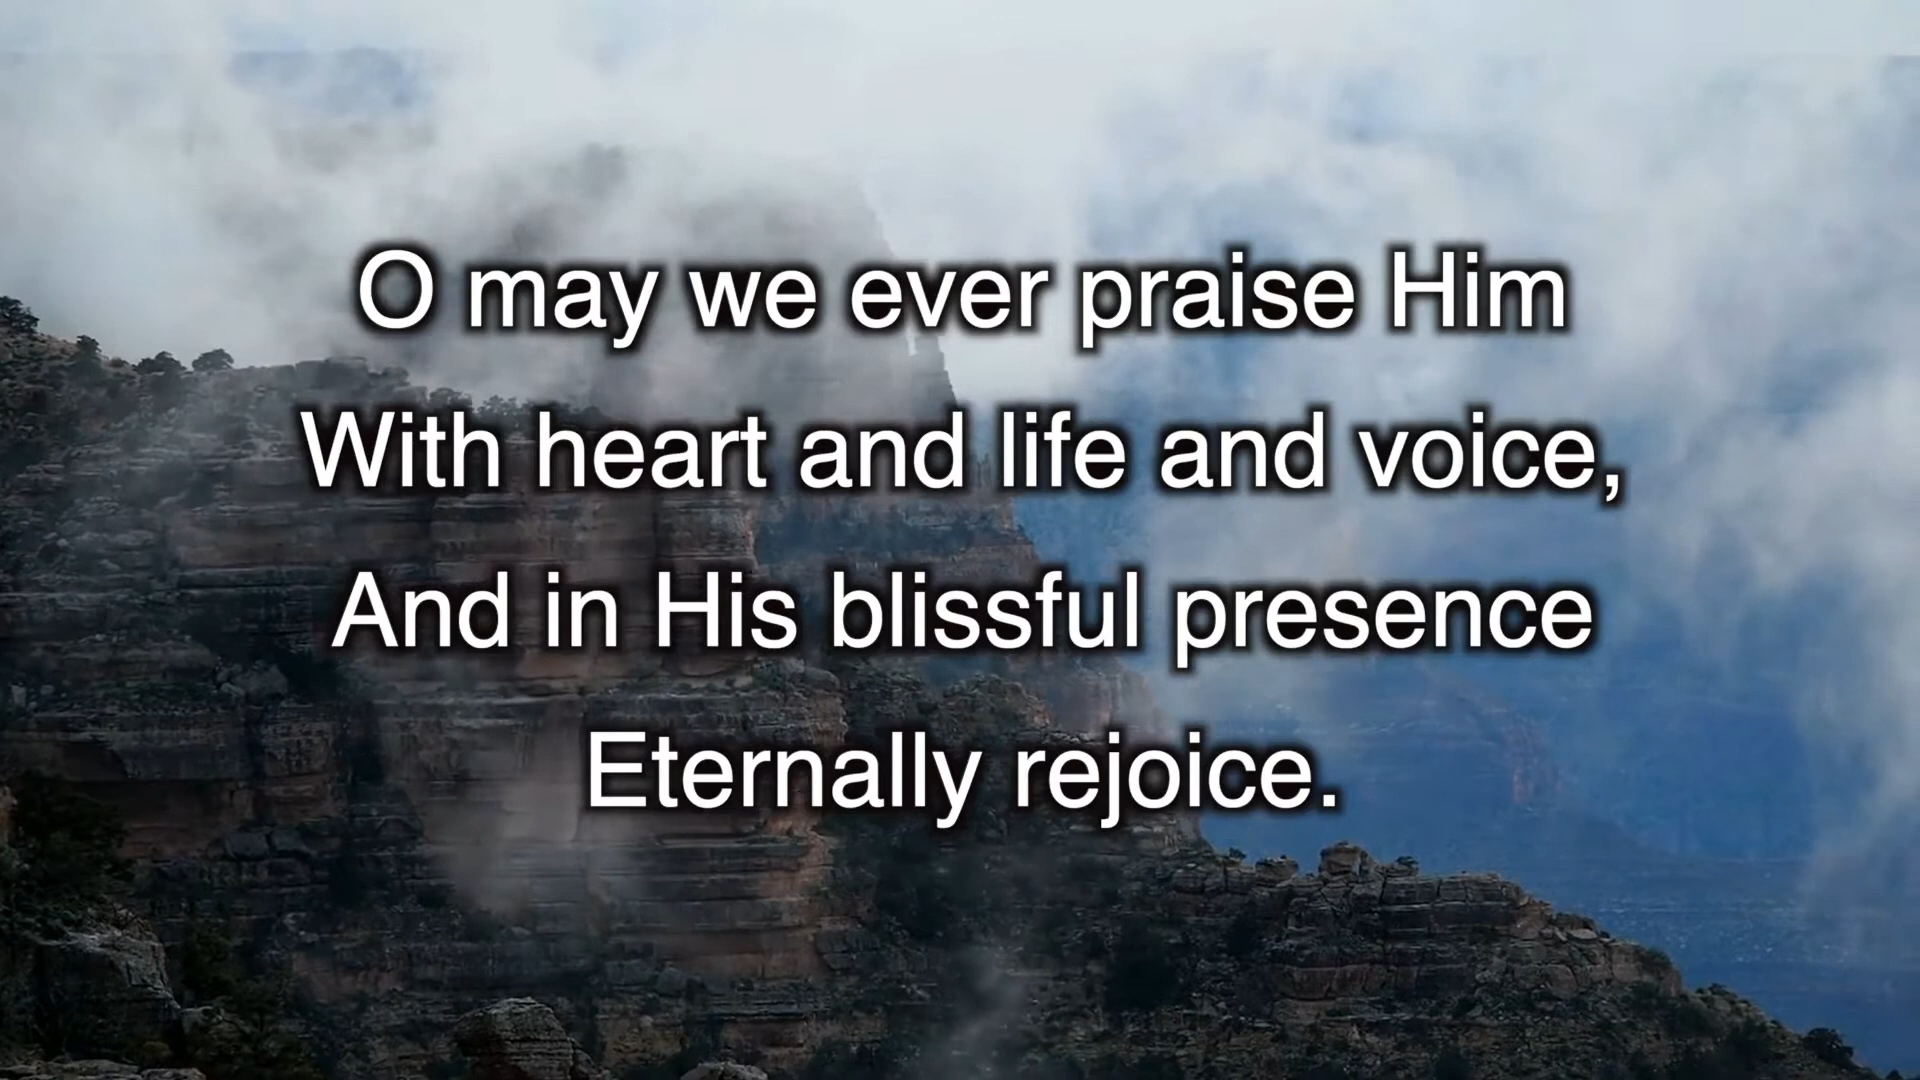 O may we ever praise Him
With heart and life and voice,
And in His blissful presence
Eternally rejoice.